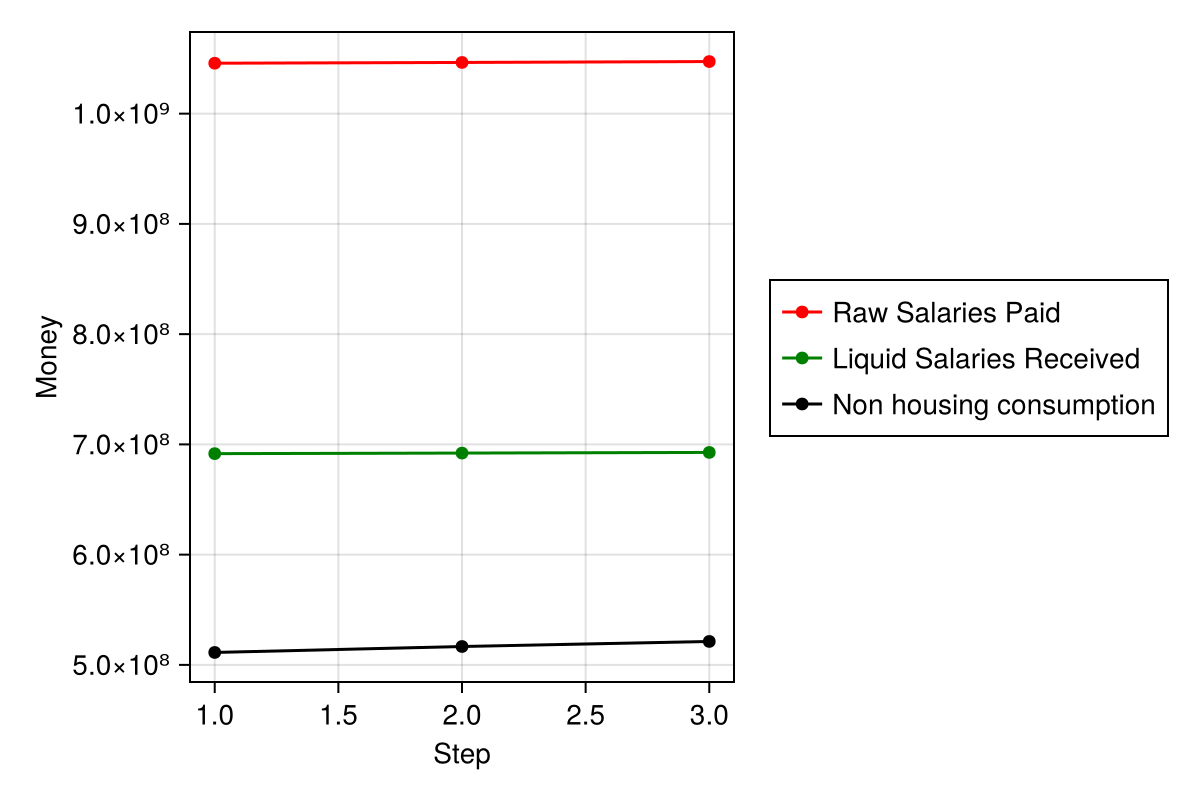 1.0×10⁹
9.0×10⁸
8.0×10⁸
7.0×10⁸
6.0×10⁸
5.0×10⁸
Money
1.0 1.5 2.0 2.5 3.0
Step
Raw Salaries Paid
Liquid Salaries Received
Non housing consumption